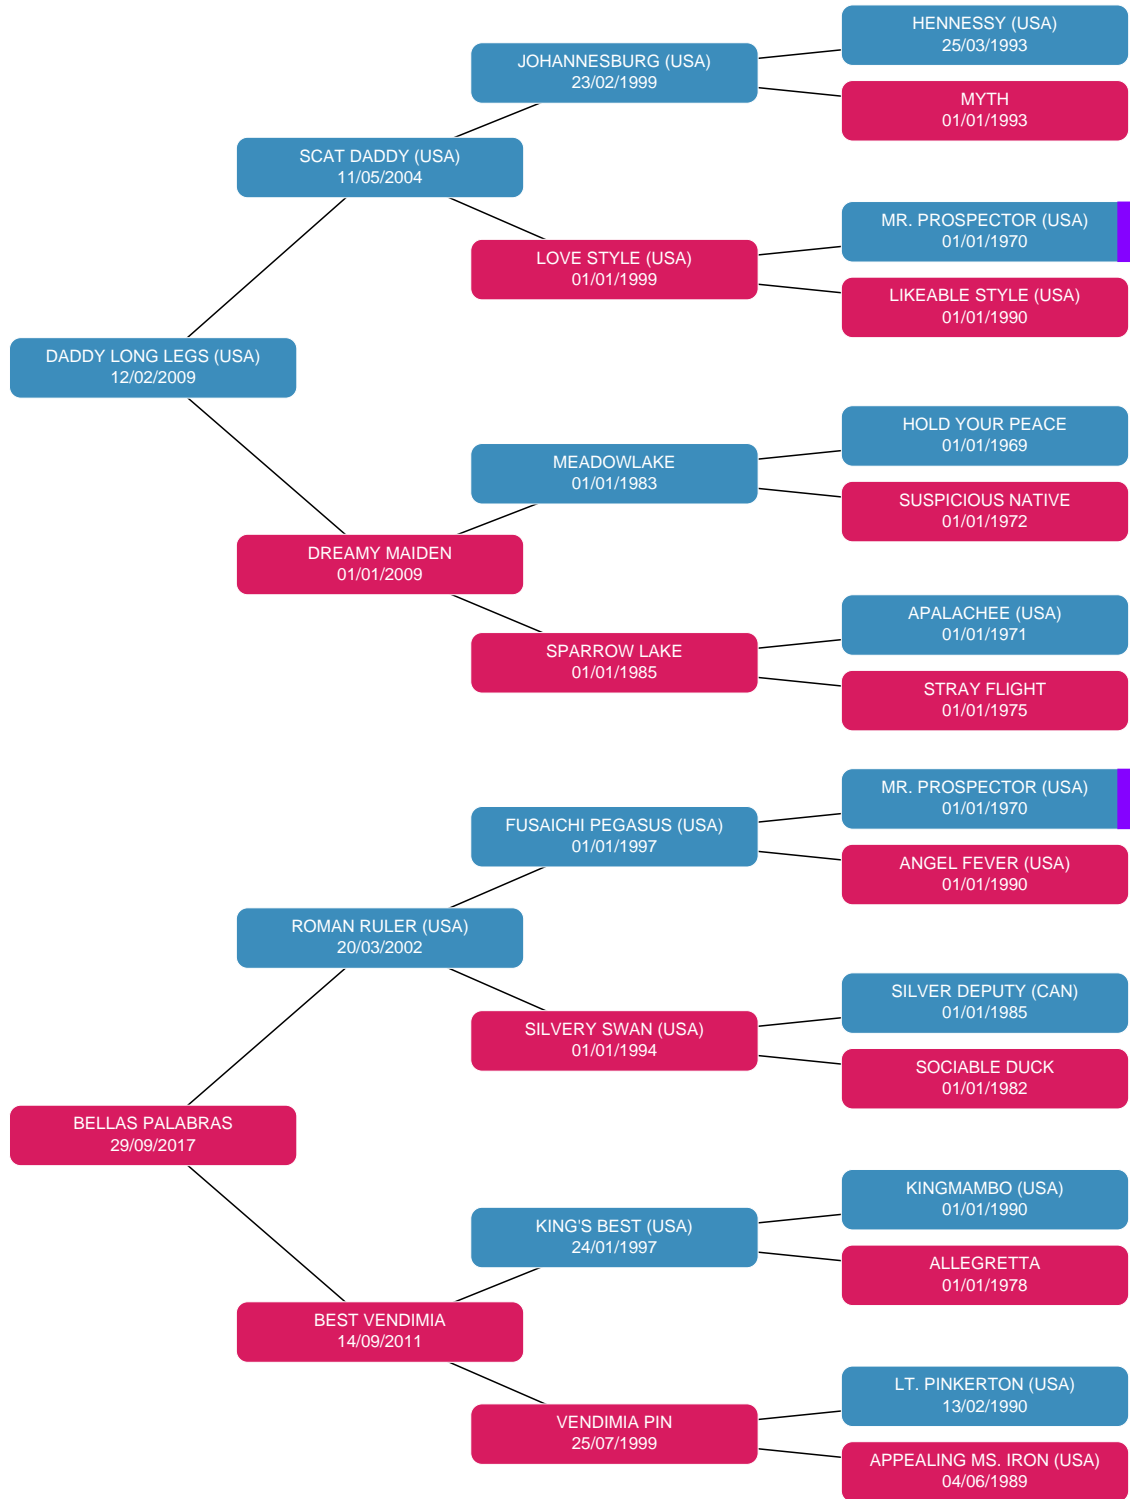 HENNESSY (USA)
25/03/1993
JOHANNESBURG (USA)
23/02/1999
MYTH
01/01/1993
SCAT DADDY (USA)
11/05/2004
MR. PROSPECTOR (USA)
01/01/1970
LOVE STYLE (USA)
01/01/1999
LIKEABLE STYLE (USA)
01/01/1990
DADDY LONG LEGS (USA)
12/02/2009
HOLD YOUR PEACE
01/01/1969
MEADOWLAKE
01/01/1983
SUSPICIOUS NATIVE
01/01/1972
DREAMY MAIDEN
01/01/2009
APALACHEE (USA)
01/01/1971
SPARROW LAKE
01/01/1985
STRAY FLIGHT
01/01/1975
MR. PROSPECTOR (USA)
01/01/1970
FUSAICHI PEGASUS (USA)
01/01/1997
ANGEL FEVER (USA)
01/01/1990
ROMAN RULER (USA)
20/03/2002
SILVER DEPUTY (CAN)
01/01/1985
SILVERY SWAN (USA)
01/01/1994
SOCIABLE DUCK
01/01/1982
BELLAS PALABRAS
29/09/2017
KINGMAMBO (USA)
01/01/1990
KING'S BEST (USA)
24/01/1997
ALLEGRETTA
01/01/1978
BEST VENDIMIA
14/09/2011
LT. PINKERTON (USA)
13/02/1990
VENDIMIA PIN
25/07/1999
APPEALING MS. IRON (USA)
04/06/1989